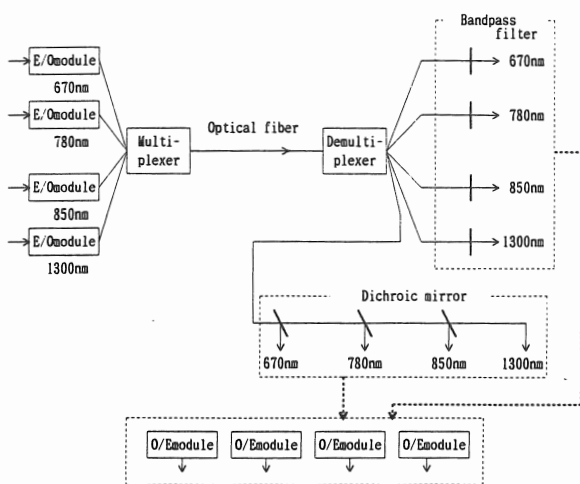 Bandpass
filter
E/Omodule
670nm
E/Omodule
780nm
E/Omodule
850nm
E/Omodule
1300nm
Multi-
plexer
Optical fiber
Demulti-
plexer
670nm
780nm
850nm
1300nm
Dichroic mirror
670nm
780nm
850nm
1300nm
O/Emodule
O/Emodule
O/Emodule
O/Emodule